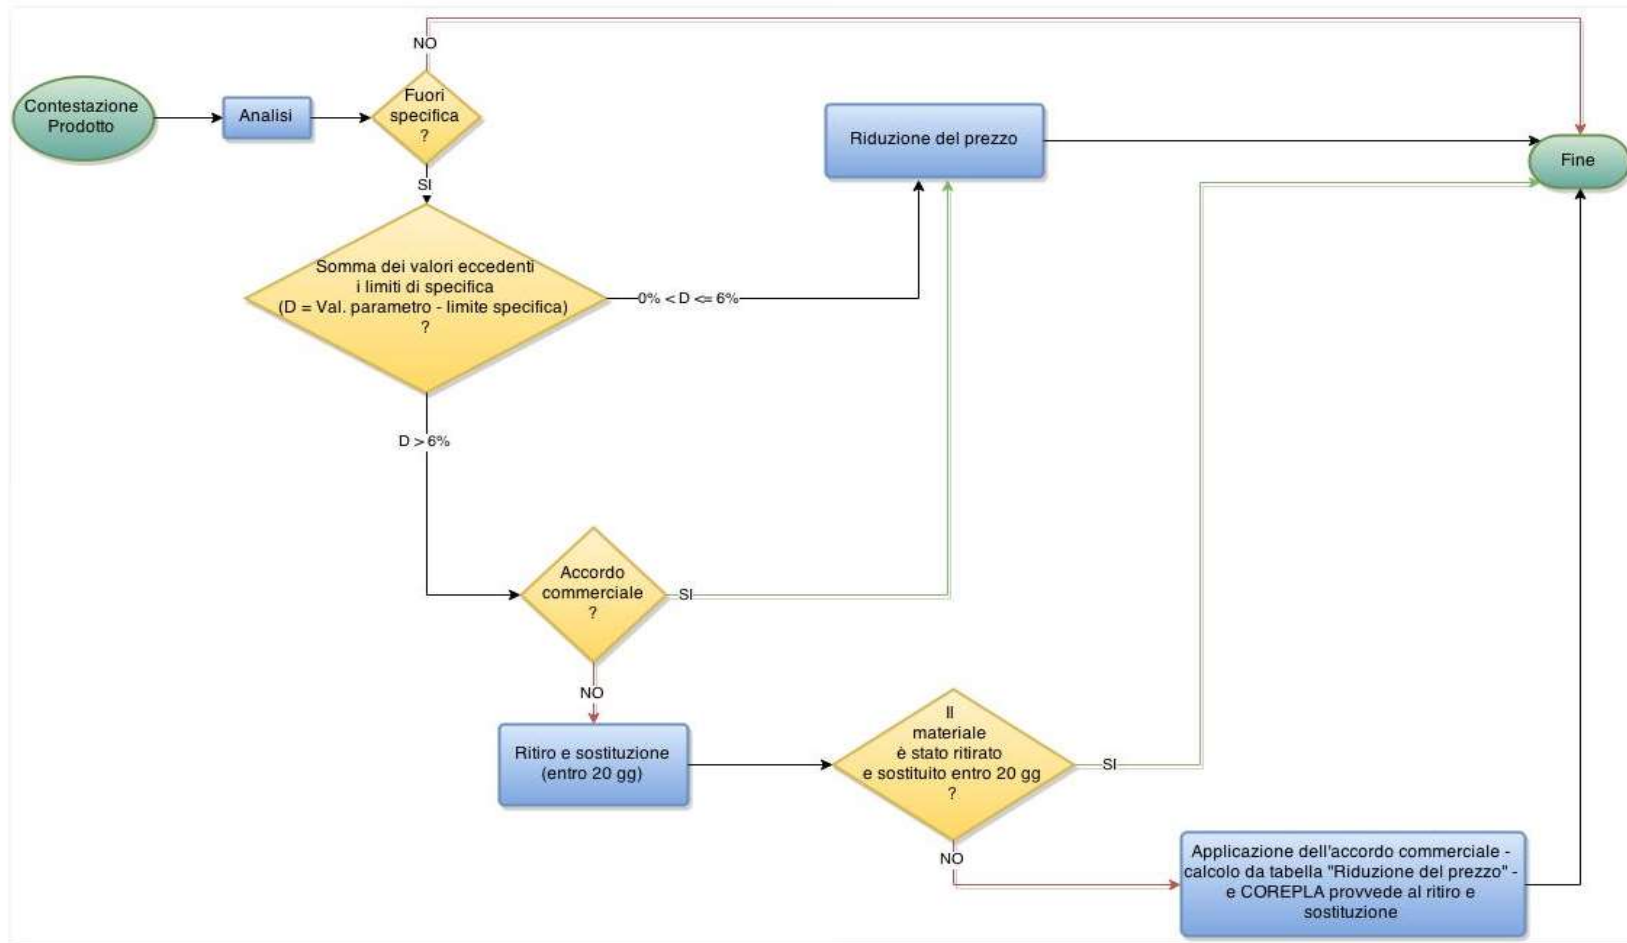 NO
Contestazione
Prodotto
Analisi
Fuori
specifica
?
Riduzione del prezzo
Fine
SI
Somma dei valori eccedenti
i limiti di specifica
(D = Val. parametro - limite specifica)
?
0% < D <= 6%
D > 6%
Accordo
commerciale
?
SI
NO
Ritiro e sostituzione
(entro 20 gg)
Il
materiale
è stato ritirato
e sostituito entro 20 gg
?
SI
NO
Applicazione dell'accordo commerciale -
calcolo da tabella "Riduzione del prezzo" -
e COREPLA provvede al ritiro e
sostituzione